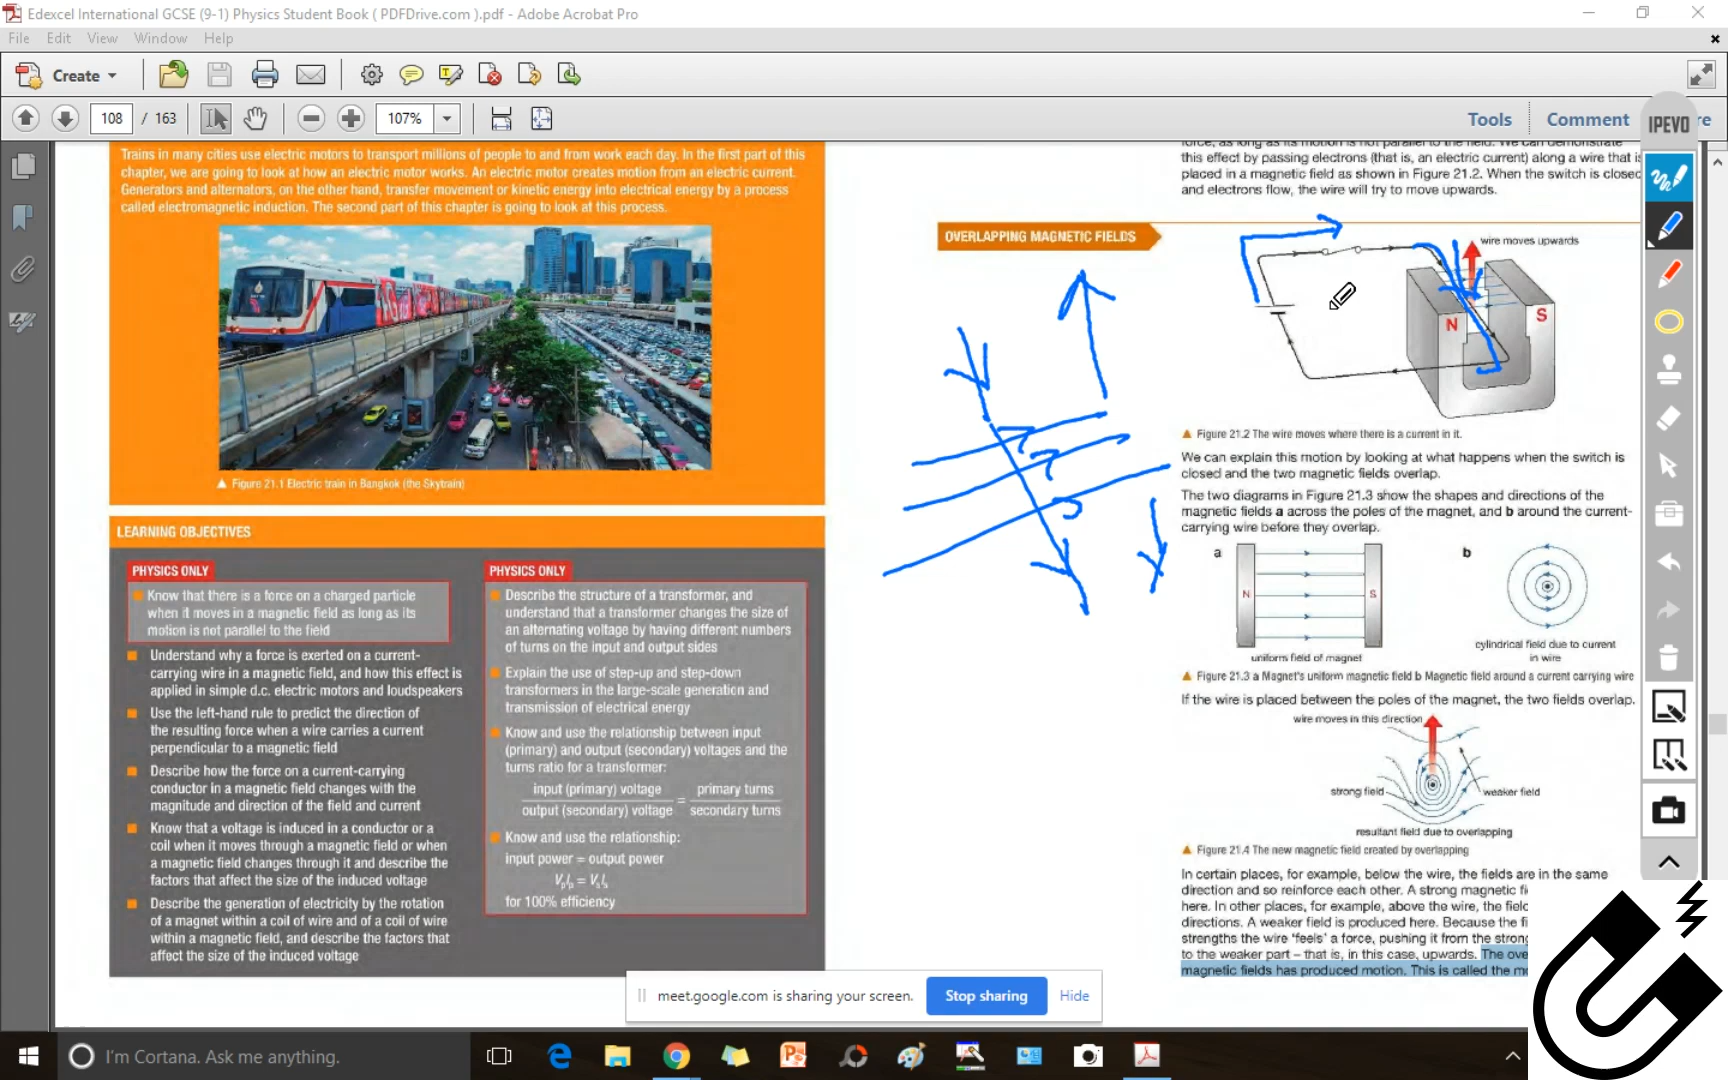 Edexcel International GCSE (9-1) Physics Student Book ( PDFDrive.com ).pdf - Adobe Acrobat Pro
File Edit View Window Help
Create
108 / 163
107%
Tools
Comment
IPEVO
Trains in many cities use electric motors to transport millions of people to and from work each day. In the first part of this
chapter, we are going to look at how an electric motor works. An electric motor creates motion from an electric current.
Generators and alternators, on the other hand, transfer movement or kinetic energy into electrical energy by a process
called electromagnetic induction. The second part of this chapter is going to look at this process.
▲ Figure 21.1 Electric train in Bangkok (the Skytrain)
LEARNING OBJECTIVES
PHYSICS ONLY
Know that there is a force on a charged particle
when it moves in a magnetic field as long as its
motion is not parallel to the field
Understand why a force is exerted on a current-
carrying wire in a magnetic field, and how this effect is
applied in simple d.c. electric motors and loudspeakers
Use the left-hand rule to predict the direction of
the resulting force when a wire carries a current
perpendicular to a magnetic field
Describe how the force on a current-carrying
conductor in a magnetic field changes with the
magnitude and direction of the field and current
Know that a voltage is induced in a conductor or a
coil when it moves through a magnetic field or when
a magnetic field changes through it and describe the
factors that affect the size of the induced voltage
Describe the generation of electricity by the rotation
of a magnet within a coil of wire and of a coil of wire
within a magnetic field, and describe the factors that
affect the size of the induced voltage
PHYSICS ONLY
Describe the structure of a transformer, and
understand that a transformer changes the size of
an alternating voltage by having different numbers
of turns on the input and output sides
Explain the use of step-up and step-down
transformers in the large-scale generation and
transmission of electrical energy
Know and use the relationship between input
(primary) and output (secondary) voltages and the
turns ratio for a transformer:
input (primary) voltage / output (secondary) voltage = primary turns / secondary turns
Know and use the relationship:
input power = output power
VpIp = VsIs
for 100% efficiency
force, as long as its motion is not parallel to the field. We can demonstrate
this effect by passing electrons (that is, an electric current) along a wire that is
placed in a magnetic field as shown in Figure 21.2. When the switch is closed
and electrons flow, the wire will try to move upwards.
OVERLAPPING MAGNETIC FIELDS
wire moves upwards
N
S
▲ Figure 21.2 The wire moves where there is a current in it.
We can explain this motion by looking at what happens when the switch is
closed and the two magnetic fields overlap.
The two diagrams in Figure 21.3 show the shapes and directions of the
magnetic fields a across the poles of the magnet, and b around the current-
carrying wire before they overlap.
a
b
N
S
uniform field of magnet
cylindrical field due to current
in wire
▲ Figure 21.3 a Magnet's uniform magnetic field b Magnetic field around a current carrying wire
If the wire is placed between the poles of the magnet, the two fields overlap.
wire moves in this direction
strong field
weaker field
resultant field due to overlapping
▲ Figure 21.4 The new magnetic field created by overlapping
In certain places, for example, below the wire, the fields are in the same
direction and so reinforce each other. A strong magnetic
here. In other places, for example, above the wire, the
directions. A weaker field is produced here. Because the
strengths the wire 'feels' a force, pushing it from the
to the weaker part – that is, in this case, upwards. The
magnetic fields has produced motion. This is called the
meet.google.com is sharing your screen.
Stop sharing
Hide
I'm Cortana. Ask me anything.